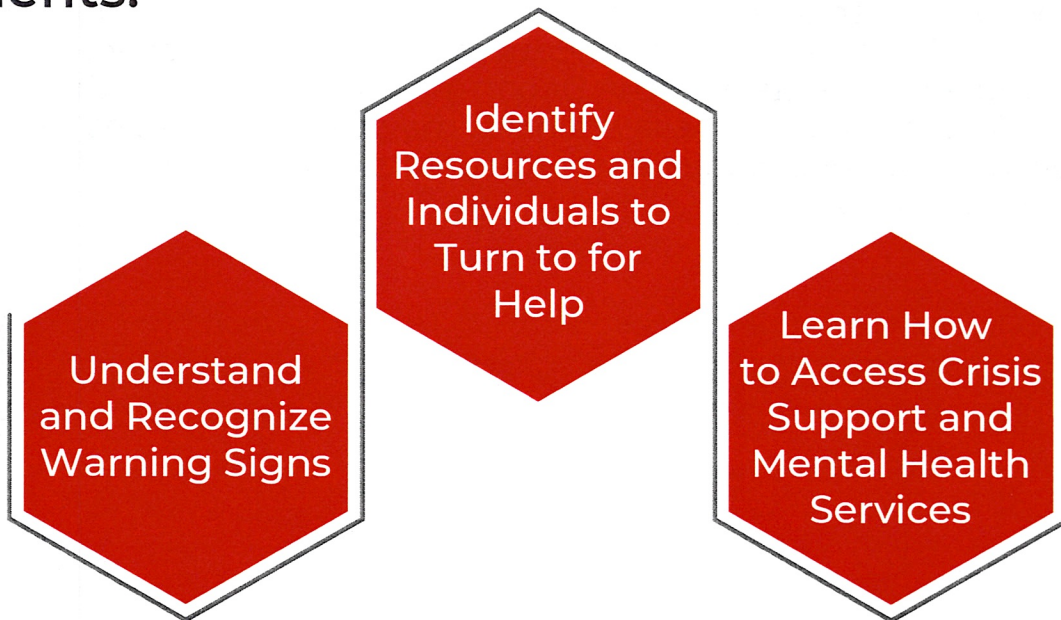 Understand
and Recognize
Warning Signs
Identify
Resources and
Individuals to
Turn to for
Help
Learn How
to Access Crisis
Support and
Mental Health
Services